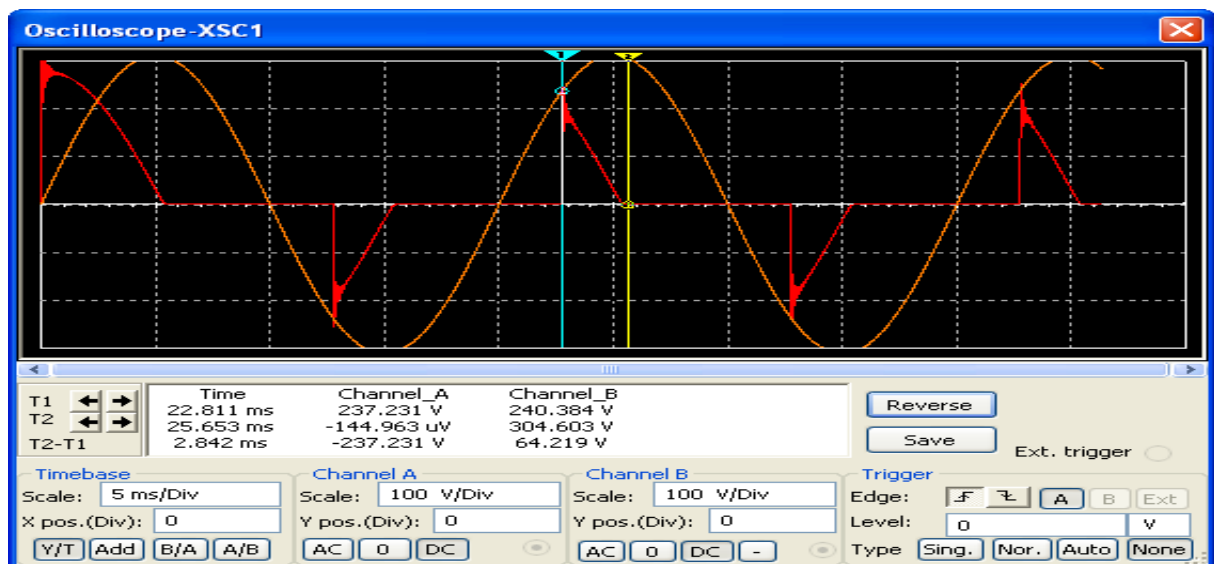 Oscilloscope-XSC1
1 2
T1
T2
T2-T1
Time Channel_A Channel_B
22.811 ms 237.231 V 240.384 V
25.653 ms -144.963 uV 304.603 V
2.842 ms -237.231 V 64.219 V
Reverse
Save
Ext. trigger
Timebase
Scale: 5 ms/Div
X pos.(Div): 0
Y/T Add B/A A/B
Channel A
Scale: 100 V/Div
Y pos.(Div): 0
AC 0 DC
Channel B
Scale: 100 V/Div
Y pos.(Div): 0
AC 0 DC -
Trigger
Edge: A B Ext
Level: 0 V
Type Sing. Nor. Auto None